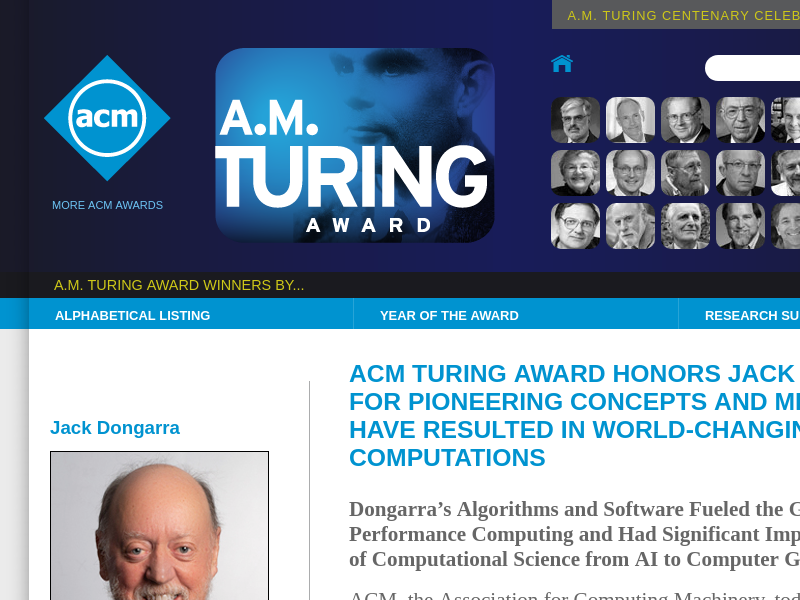 A.M. TURING CENTENARY CELEB
acm
MORE ACM AWARDS
A.M.
TURING
AWARD
A.M. TURING AWARD WINNERS BY...
ALPHABETICAL LISTING
YEAR OF THE AWARD
RESEARCH SU
Jack Dongarra
ACM TURING AWARD HONORS JACK
FOR PIONEERING CONCEPTS AND ME
HAVE RESULTED IN WORLD-CHANGIN
COMPUTATIONS
Dongarra’s Algorithms and Software Fueled the G
Performance Computing and Had Significant Imp
of Computational Science from AI to Computer G
ACM, the Association for Computing Machinery, tod